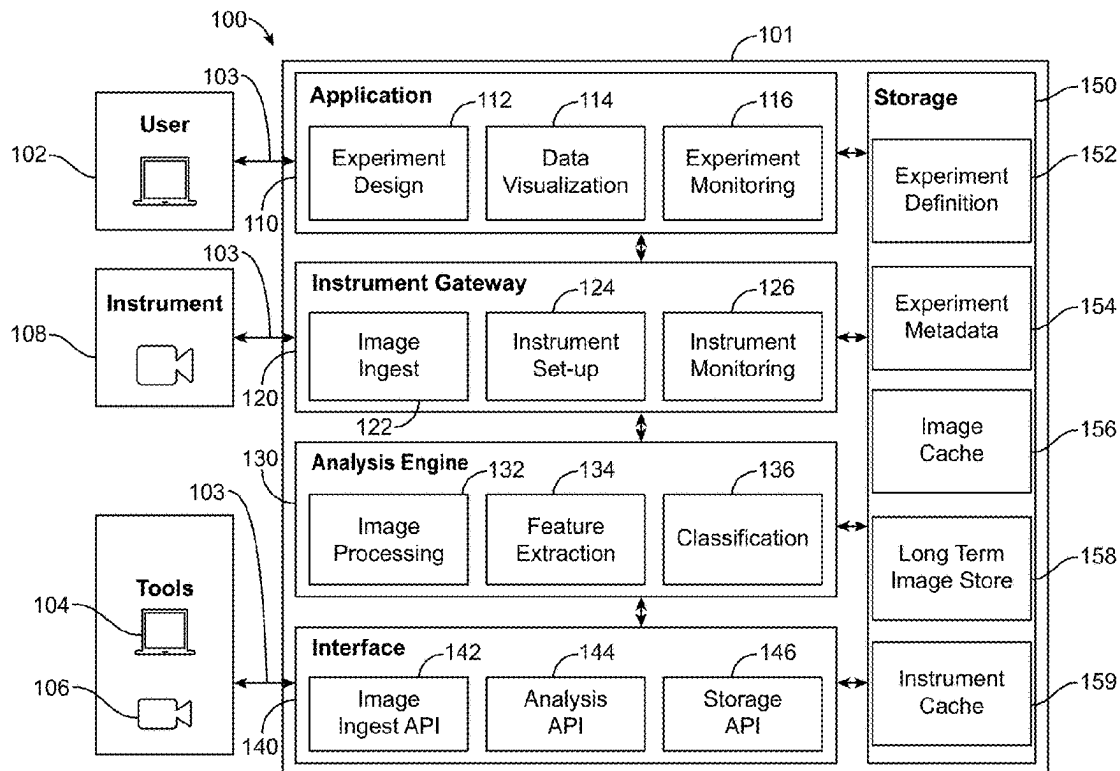 100
101
103
User
102
110
Application
112
114
116
Experiment
Design
Data
Visualization
Experiment
Monitoring
Storage
150
152
Experiment
Definition
103
Instrument
108
120
Instrument Gateway
124
126
Image
Ingest
Instrument
Set-up
Instrument
Monitoring
122
Experiment
Metadata
154
Image
Cache
156
130
Analysis Engine
132
134
136
Image
Processing
Feature
Extraction
Classification
Long Term
Image Store
158
103
Tools
104
106
140
Interface
142
144
146
Image
Ingest API
Analysis
API
Storage
API
Instrument
Cache
159